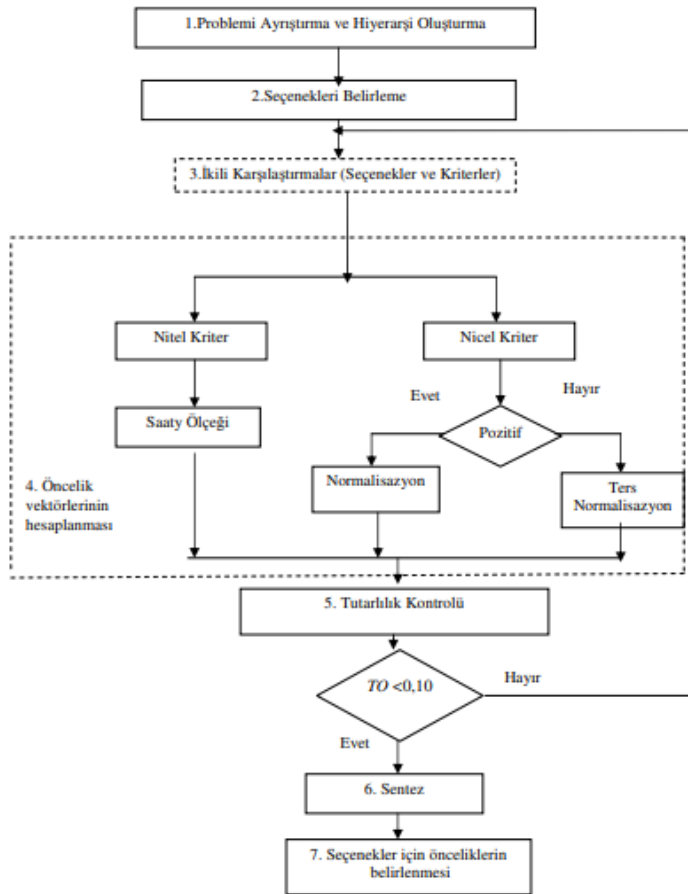 1.Problemi Ayrıştırma ve Hiyerarşi Oluşturma
2.Seçenekleri Belirleme
3.İkili Karşılaştırmalar (Seçenekler ve Kriterler)
Nitel Kriter
Nicel Kriter
Evet
Hayır
Saaty Ölçeği
Pozitif
Normalisazyon
Ters
Normalisazyon
4. Öncelik
vektörlerinin
hesaplanması
5. Tutarlılık Kontrolü
TO <0,10
Hayır
Evet
6. Sentez
7. Seçenekler için önceliklerin
belirlenmesi